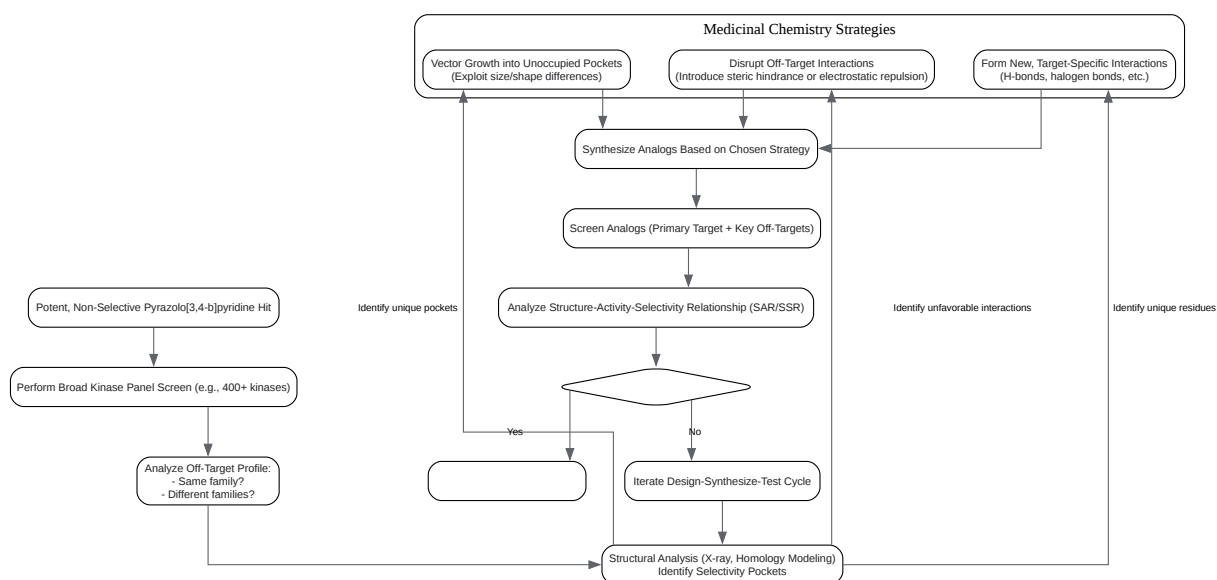 Medicinal Chemistry Strategies
Vector Growth into Unoccupied Pockets
(Exploit size/shape differences)
Disrupt Off-Target Interactions
(Introduce steric hindrance or electrostatic repulsion)
Form New, Target-Specific Interactions
(H-bonds, halogen bonds, etc.)
Synthesize Analogs Based on Chosen Strategy
Screen Analogs (Primary Target + Key Off-Targets)
Potent, Non-Selective Pyrazolo[3,4-b]pyridine Hit
Identify unique pockets
Analyze Structure-Activity-Selectivity Relationship (SAR/SSR)
Identify unfavorable interactions
Identify unique residues
Perform Broad Kinase Panel Screen (e.g., 400+ kinases)
Yes
No
Analyze Off-Target Profile:
- Same family?
- Different families?
Iterate Design-Synthesize-Test Cycle
Structural Analysis (X-ray, Homology Modeling)
Identify Selectivity Pockets